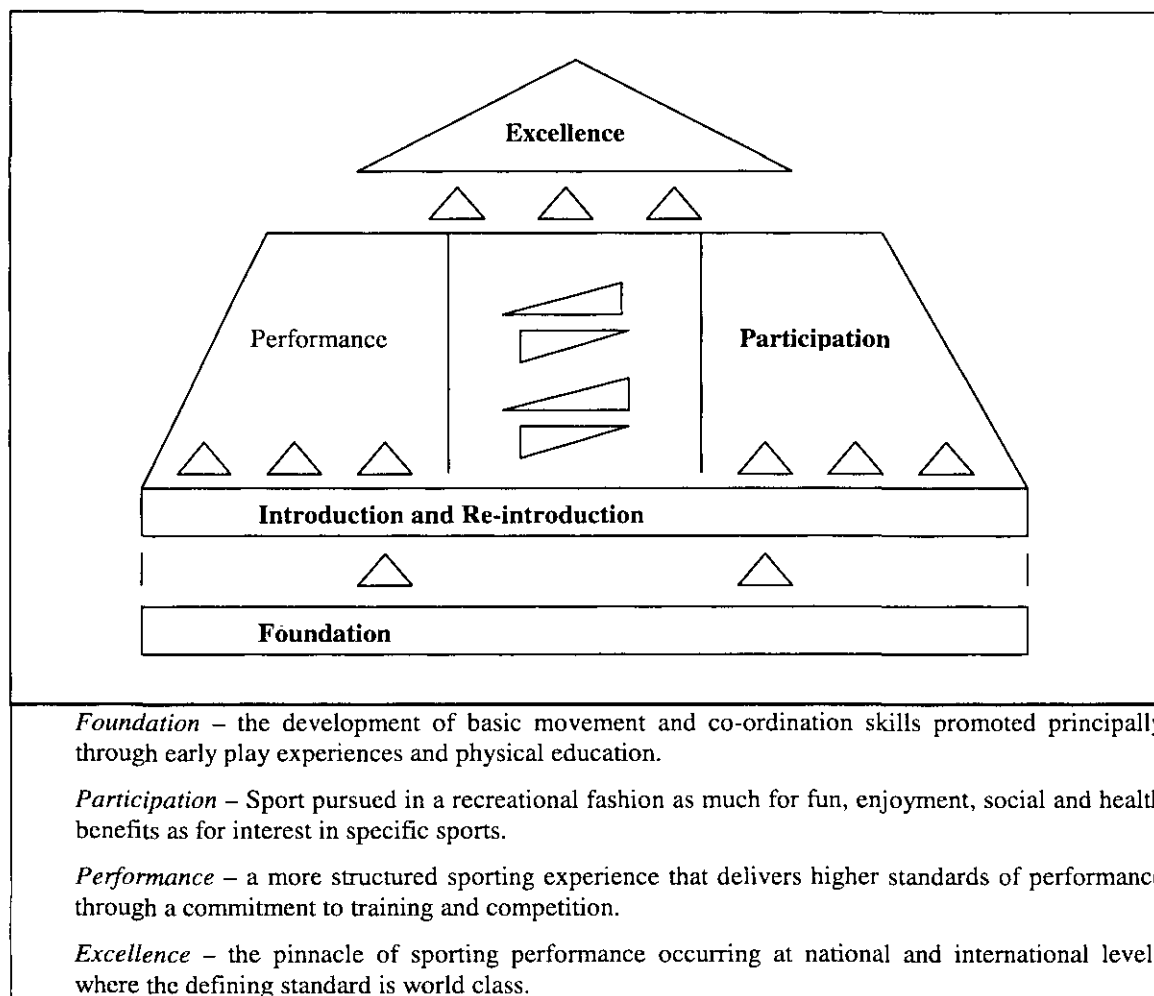 Excellence
Performance
Participation
Introduction and Re-introduction
Foundation
Foundation – the development of basic movement and co-ordination skills promoted principally
through early play experiences and physical education.
Participation – Sport pursued in a recreational fashion as much for fun, enjoyment, social and health
benefits as for interest in specific sports.
Performance – a more structured sporting experience that delivers higher standards of performance
through a commitment to training and competition.
Excellence – the pinnacle of sporting performance occurring at national and international level
where the defining standard is world class.